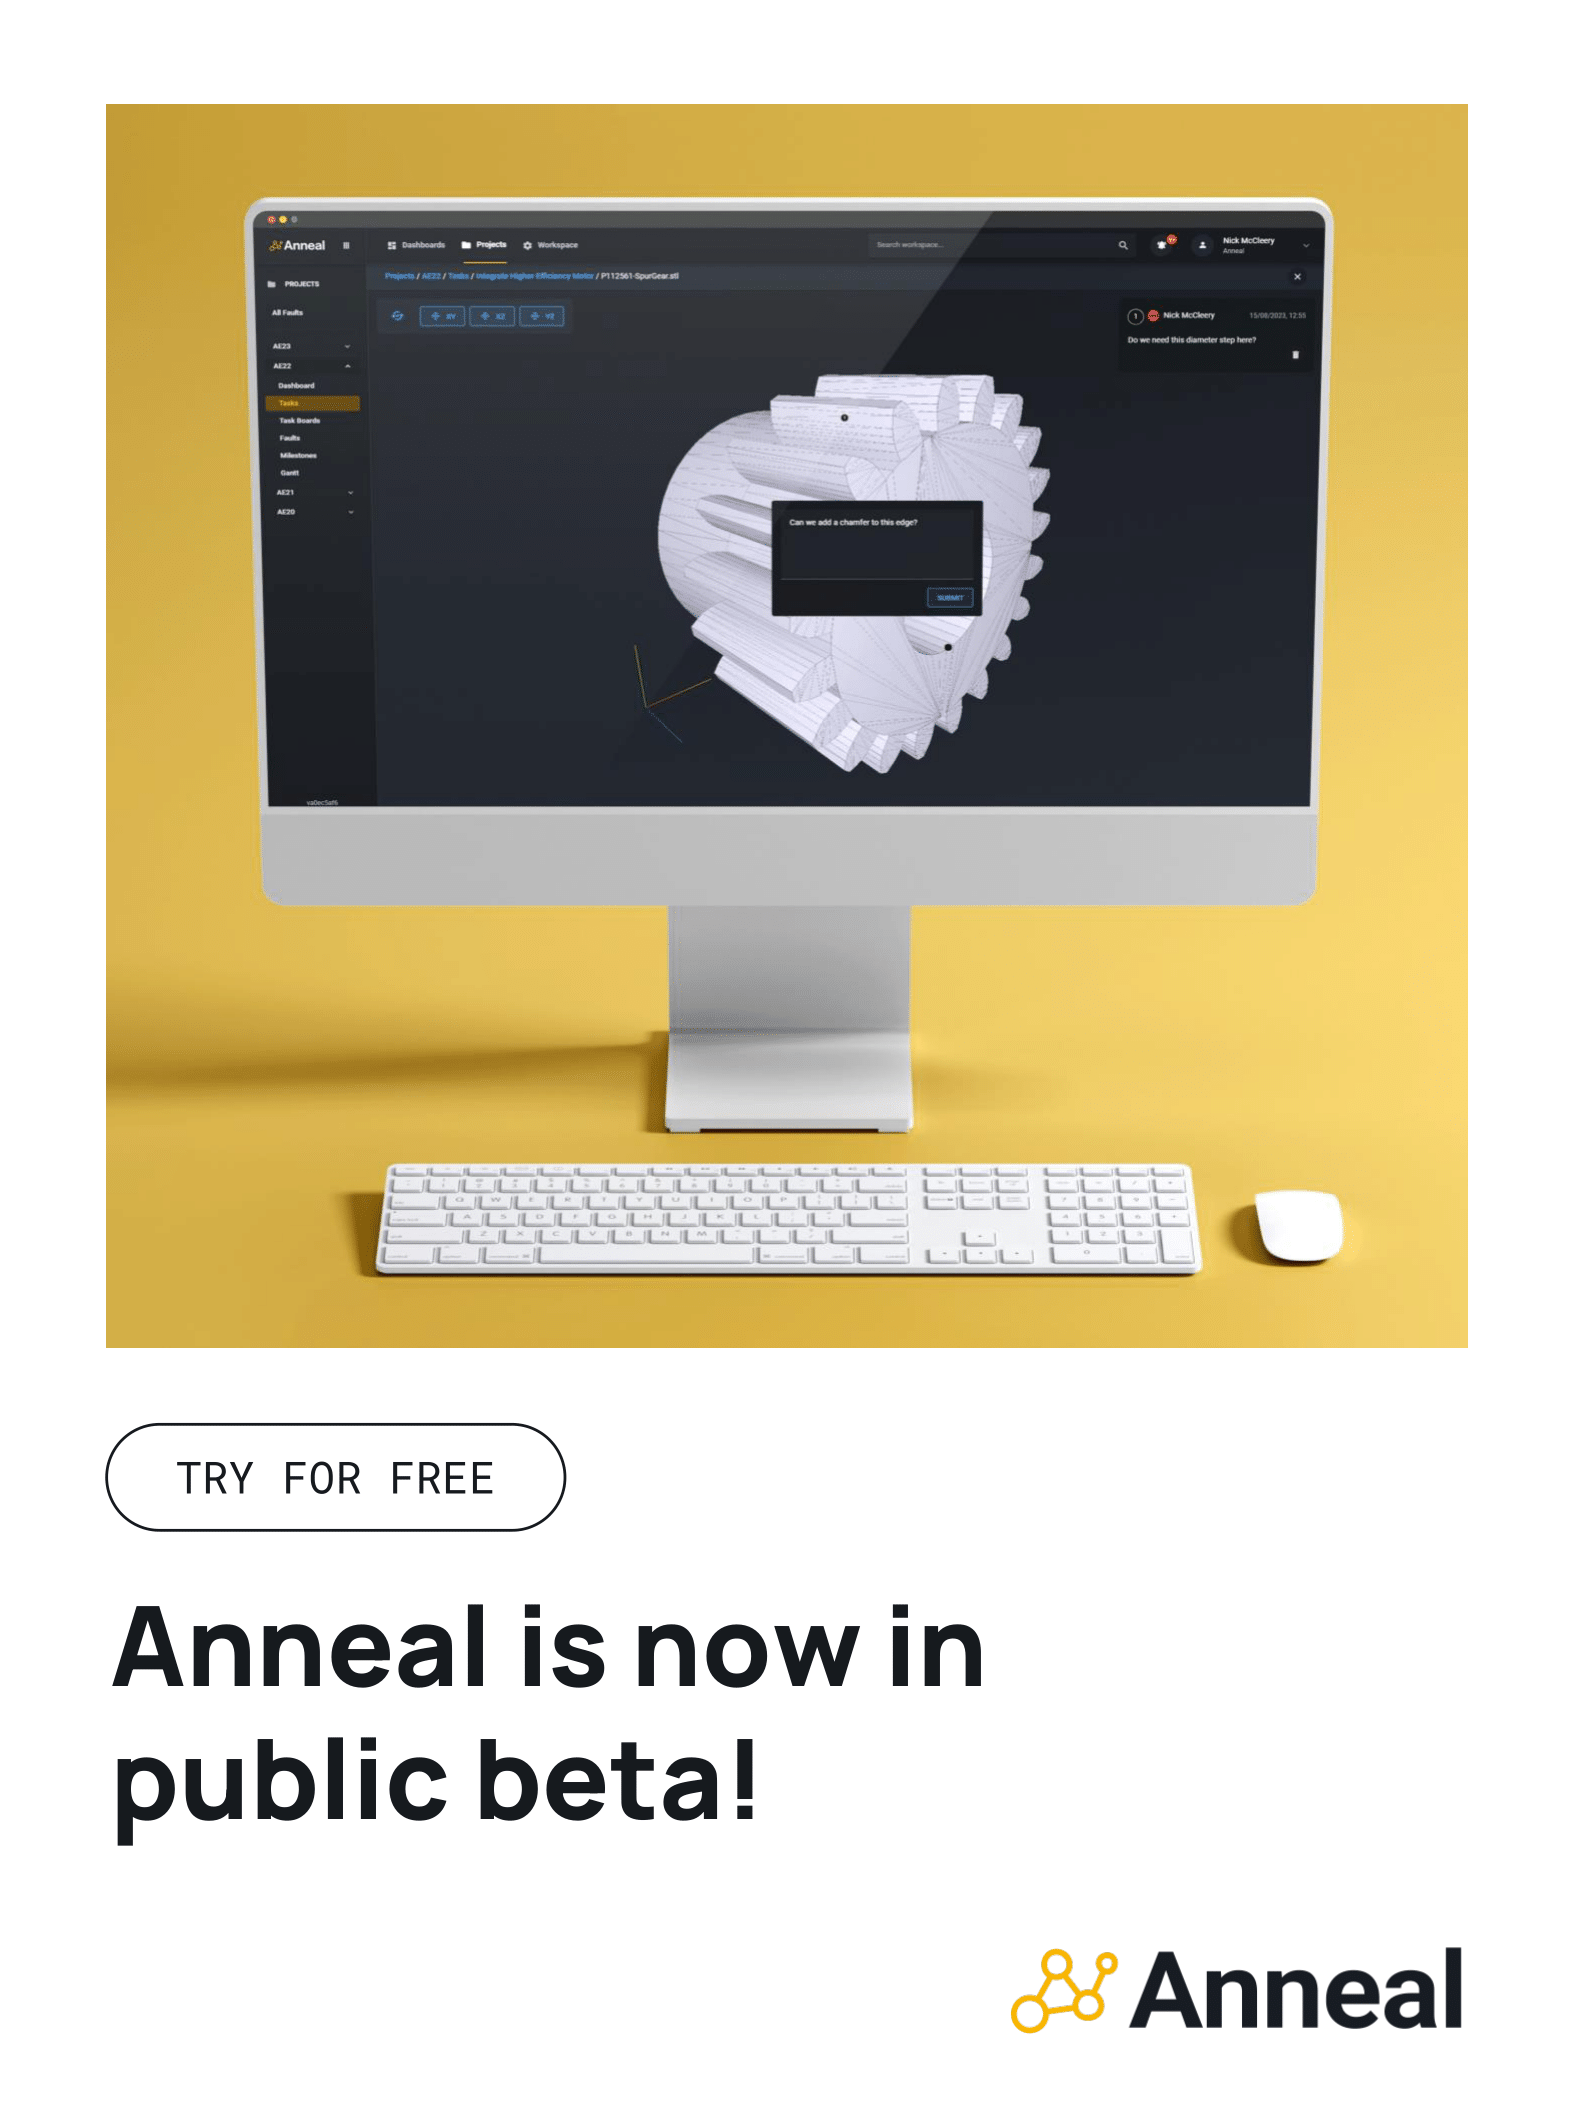 Anneal
Dashboards
Projects
Workspace
Search workspace...
Nick McCleery
Anneal
PROJECTS
All Faults
AE23
AE22
Dashboard
Tasks
Task Boards
Faults
Milestones
Gantt
AE21
AE20
Projects / AE22 / Tasks / Integrate Higher Efficiency Motor / P112561-SpurGear.stl
XY
XZ
YZ
1 Nick McCleery 15/08/2023, 12:55
Do we need this diameter step here?
Can we add a chamfer to this edge?
SUBMIT
va0ec5af6
Q W E R T Y U I O P
A S D F G H J K L
Z X C V B N M
TRY FOR FREE
Anneal is now in
public beta!
Anneal